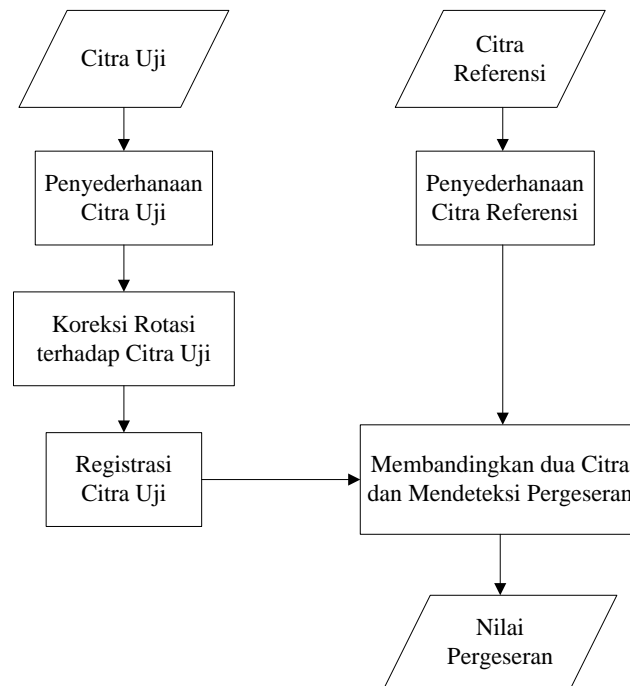 Citra Uji
Citra
Referensi
Penyederhanaan
Citra Uji
Penyederhanaan
Citra Referensi
Koreksi Rotasi
terhadap Citra Uji
Registrasi
Citra Uji
Membandingkan dua Citra
dan Mendeteksi Pergeseran
Nilai
Pergeseran